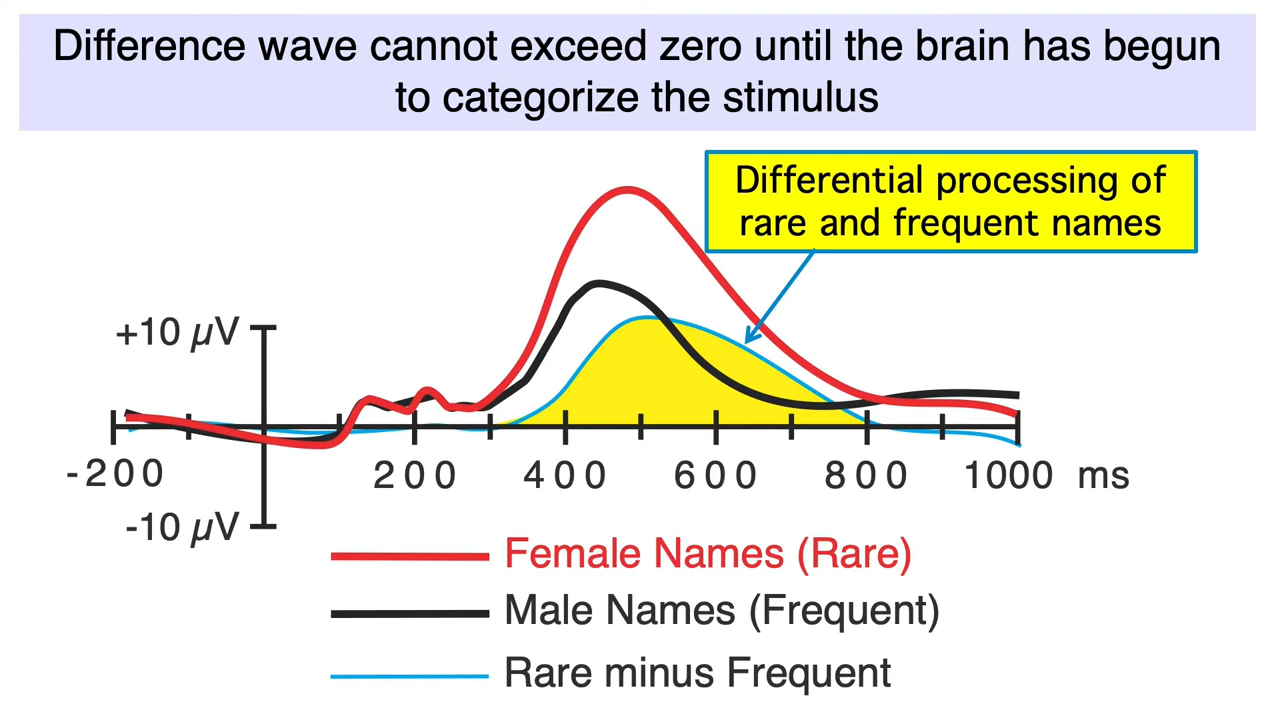 Difference wave cannot exceed zero until the brain has begun
to categorize the stimulus
Differential processing of
rare and frequent names
+10 µV
-200 200 400 600 800 1000 ms
-10 µV
Female Names (Rare)
Male Names (Frequent)
Rare minus Frequent